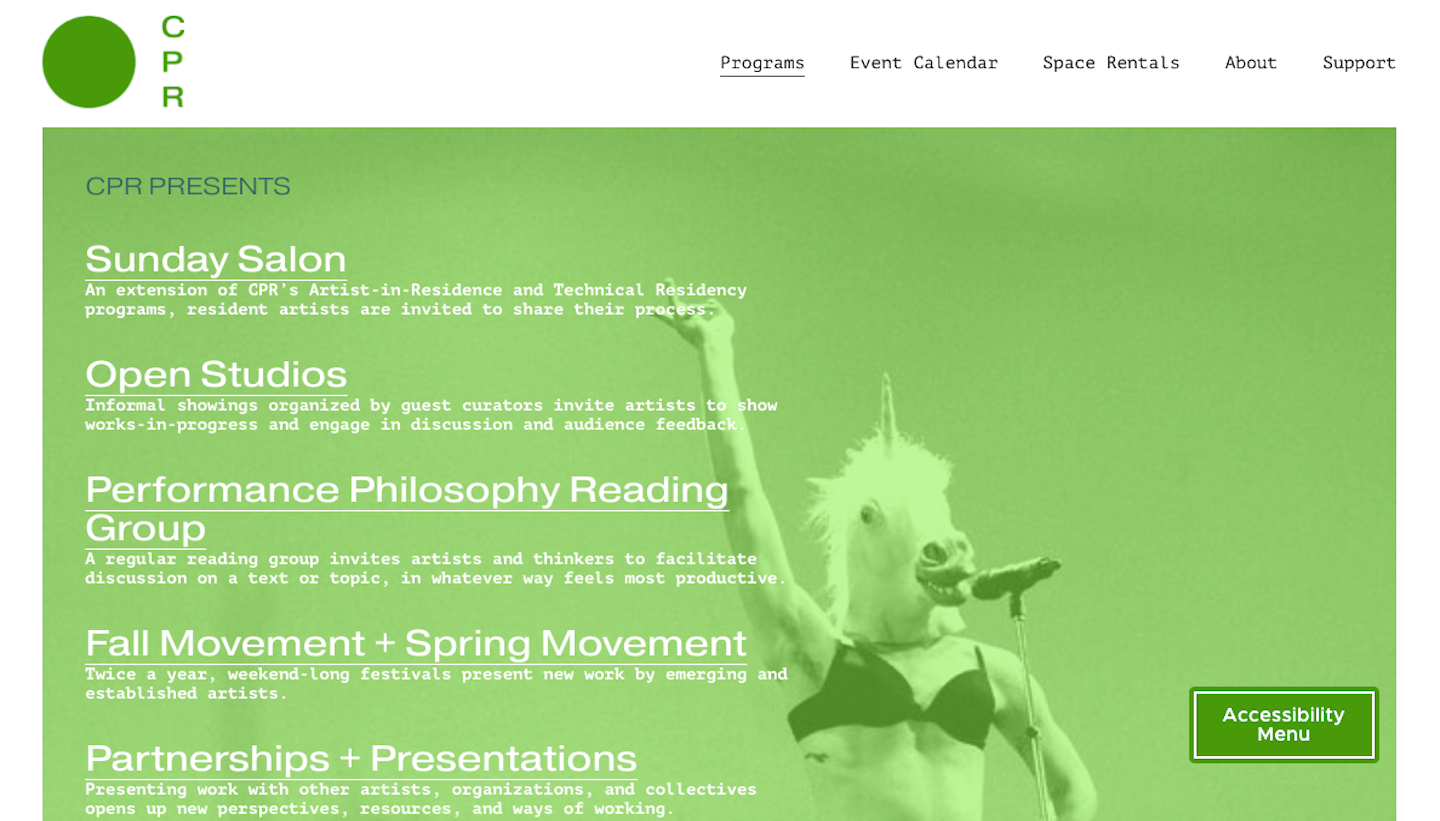 C
P
R
Programs
Event Calendar
Space Rentals
About
Support
CPR PRESENTS
Sunday Salon
An extension of CPR’s Artist-in-Residence and Technical Residency
programs, resident artists are invited to share their process.
Open Studios
Informal showings organized by guest curators invite artists to show
works-in-progress and engage in discussion and audience feedback.
Performance Philosophy Reading
Group
A regular reading group invites artists and thinkers to facilitate
discussion on a text or topic, in whatever way feels most productive.
Fall Movement + Spring Movement
Twice a year, weekend-long festivals present new work by emerging and
established artists.
Partnerships + Presentations
Presenting work with other artists, organizations, and collectives
opens up new perspectives, resources, and ways of working.
Accessibility
Menu